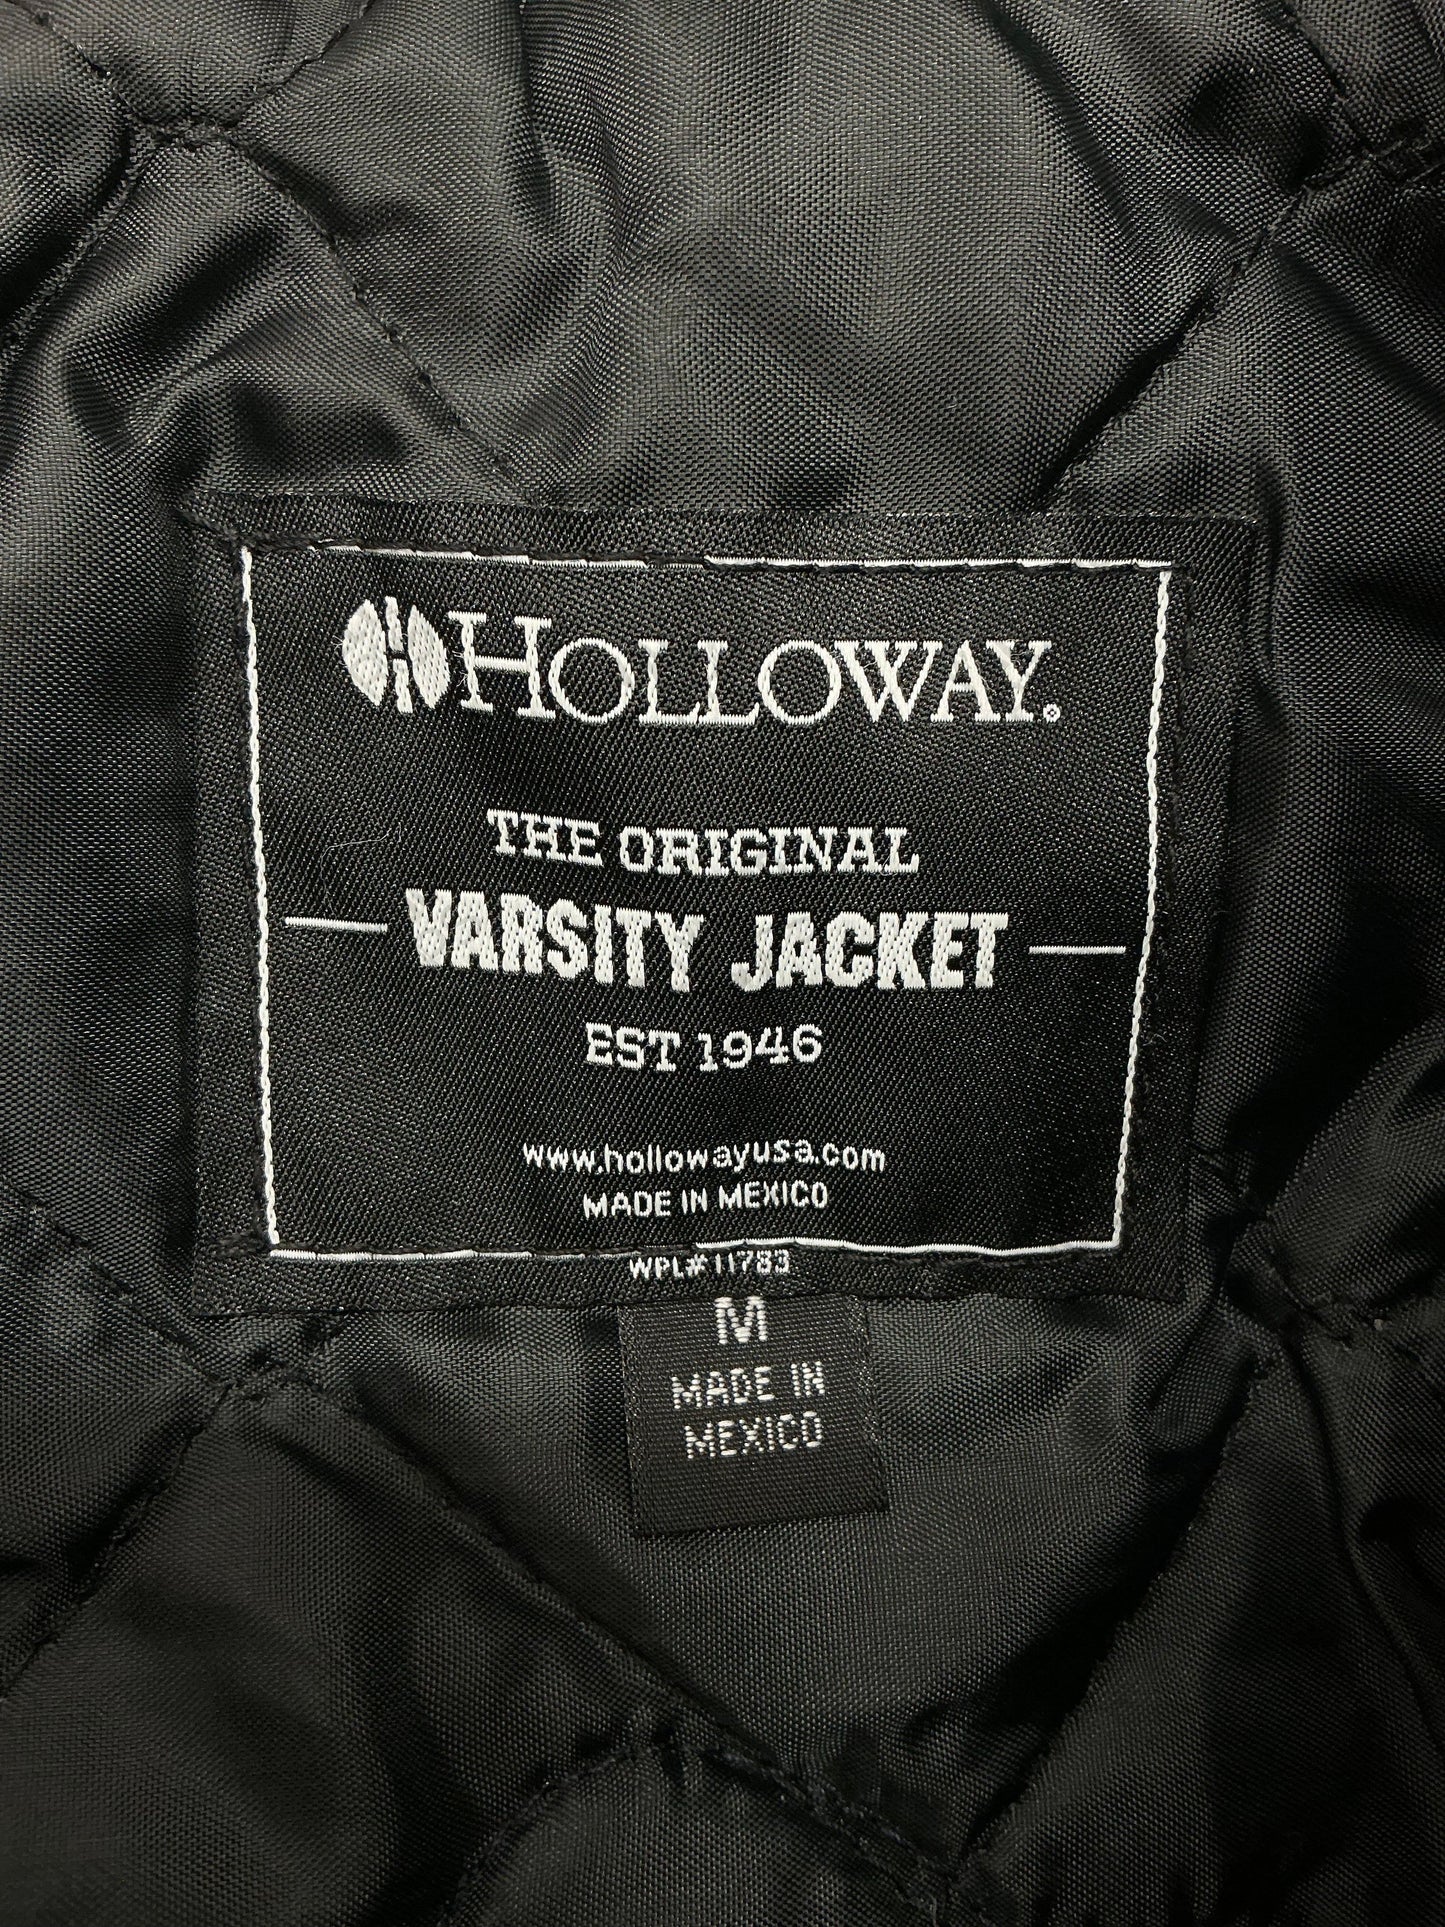 HOLLOWAY®
THE ORIGINAL
VARSITY JACKET
EST 1946
www.hollowayusa.com
MADE IN MEXICO
WPL# 11783
M
MADE IN
MEXICO